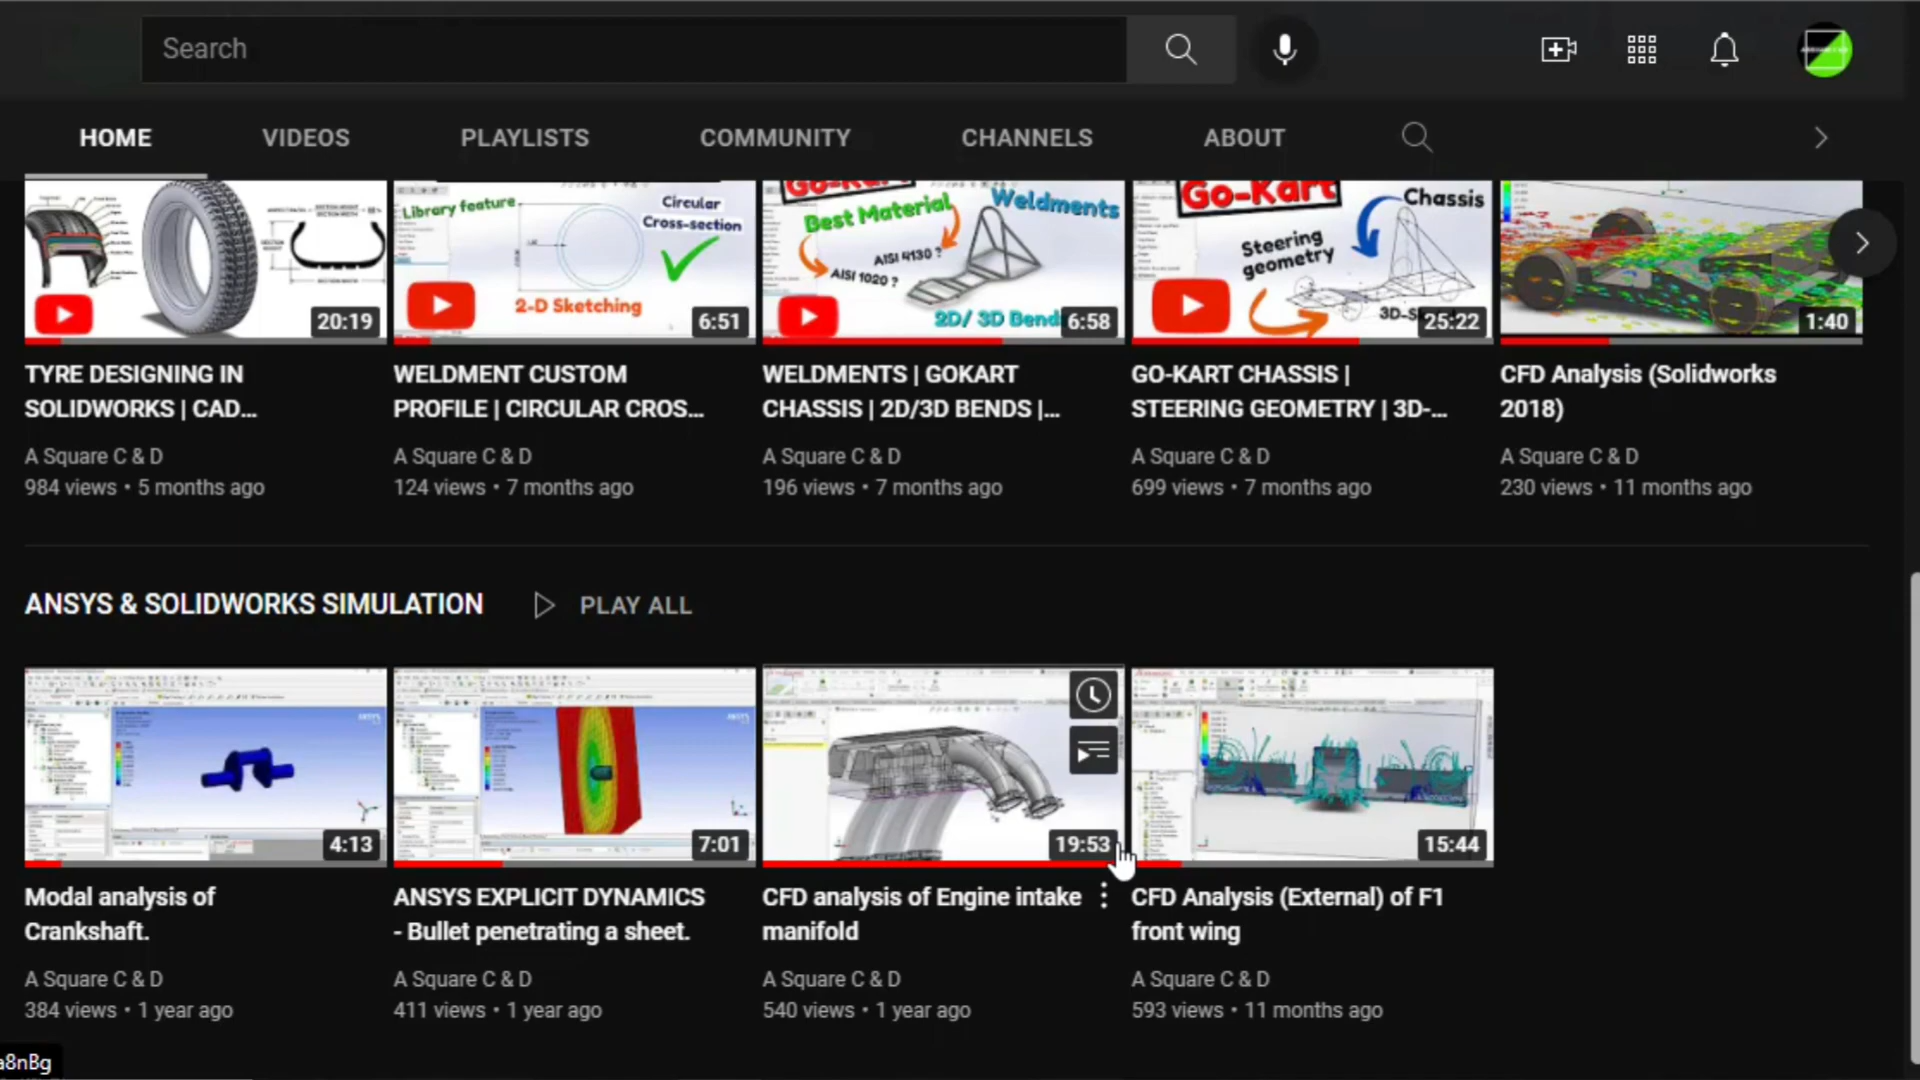 Search
HOME VIDEOS PLAYLISTS COMMUNITY CHANNELS ABOUT
20:19
Library feature
Circular
Cross-section
2-D Sketching
6:51
Go-Kart
Best Material
Weldments
AISI 4130 ?
AISI 1020 ?
2D/ 3D Bends
6:58
Go-Kart
Chassis
Steering
geometry
25:22
1:40
TYRE DESIGNING IN
SOLIDWORKS | CAD...
A Square C & D
984 views • 5 months ago
WELDMENT CUSTOM
PROFILE | CIRCULAR CROS...
A Square C & D
124 views • 7 months ago
WELDMENTS | GOKART
CHASSIS | 2D/3D BENDS |...
A Square C & D
196 views • 7 months ago
GO-KART CHASSIS |
STEERING GEOMETRY | 3D-...
A Square C & D
699 views • 7 months ago
CFD Analysis (Solidworks
2018)
A Square C & D
230 views • 11 months ago
ANSYS & SOLIDWORKS SIMULATION PLAY ALL
4:13
7:01
19:53
15:44
Modal analysis of
Crankshaft.
A Square C & D
384 views • 1 year ago
ANSYS EXPLICIT DYNAMICS
- Bullet penetrating a sheet.
A Square C & D
411 views • 1 year ago
CFD analysis of Engine intake
manifold
A Square C & D
540 views • 1 year ago
CFD Analysis (External) of F1
front wing
A Square C & D
593 views • 11 months ago
a8nBg